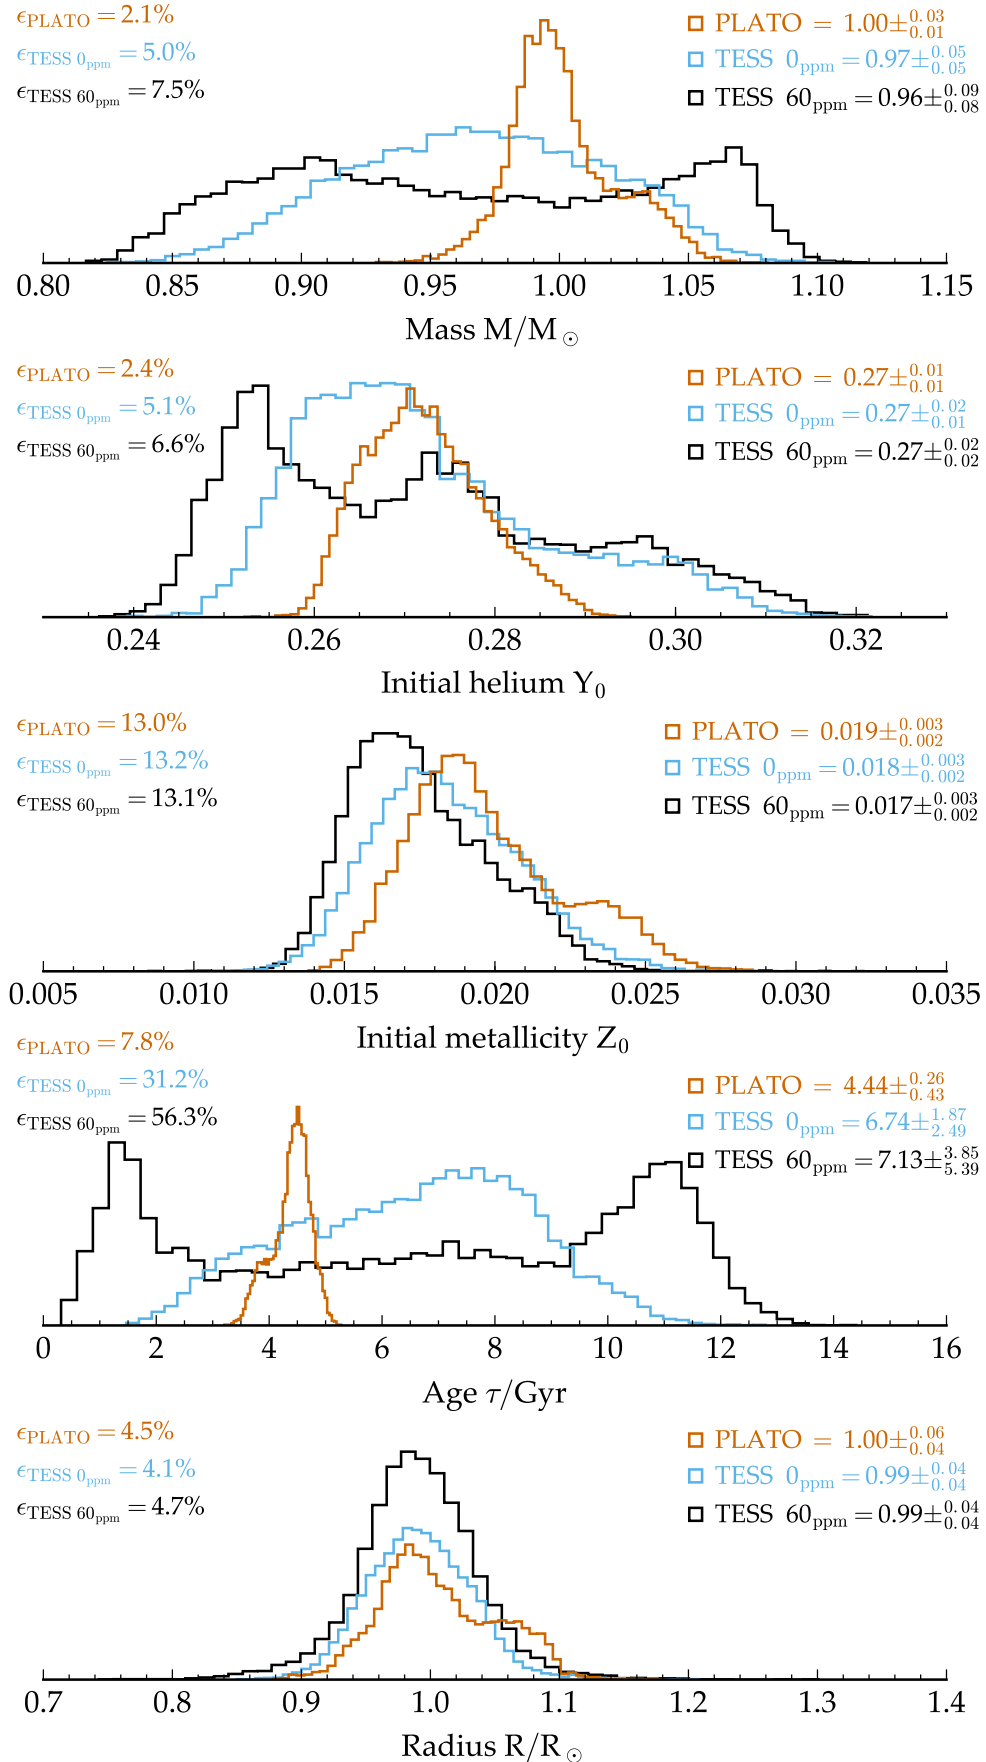 ϵPLATO = 2.1%
ϵTESS 0ppm = 5.0%
ϵTESS 60ppm = 7.5%
PLATO = 1.00±0.03 0.01
TESS 0ppm = 0.97±0.05 0.05
TESS 60ppm = 0.96±0.09 0.08
0.80 0.85 0.90 0.95 1.00 1.05 1.10 1.15
Mass M/M☉
ϵPLATO = 2.4%
ϵTESS 0ppm = 5.1%
ϵTESS 60ppm = 6.6%
PLATO = 0.27±0.01 0.01
TESS 0ppm = 0.27±0.02 0.01
TESS 60ppm = 0.27±0.02 0.02
0.24 0.26 0.28 0.30 0.32
Initial helium Y0
ϵPLATO = 13.0%
ϵTESS 0ppm = 13.2%
ϵTESS 60ppm = 13.1%
PLATO = 0.019±0.003 0.002
TESS 0ppm = 0.018±0.003 0.002
TESS 60ppm = 0.017±0.003 0.002
0.005 0.010 0.015 0.020 0.025 0.030 0.035
Initial metallicity Z0
ϵPLATO = 7.8%
ϵTESS 0ppm = 31.2%
ϵTESS 60ppm = 56.3%
PLATO = 4.44±0.26 0.43
TESS 0ppm = 6.74±1.87 2.49
TESS 60ppm = 7.13±3.85 5.39
0 2 4 6 8 10 12 14 16
Age τ/Gyr
ϵPLATO = 4.5%
ϵTESS 0ppm = 4.1%
ϵTESS 60ppm = 4.7%
PLATO = 1.00±0.06 0.04
TESS 0ppm = 0.99±0.04 0.04
TESS 60ppm = 0.99±0.04 0.04
0.7 0.8 0.9 1.0 1.1 1.2 1.3 1.4
Radius R/R☉